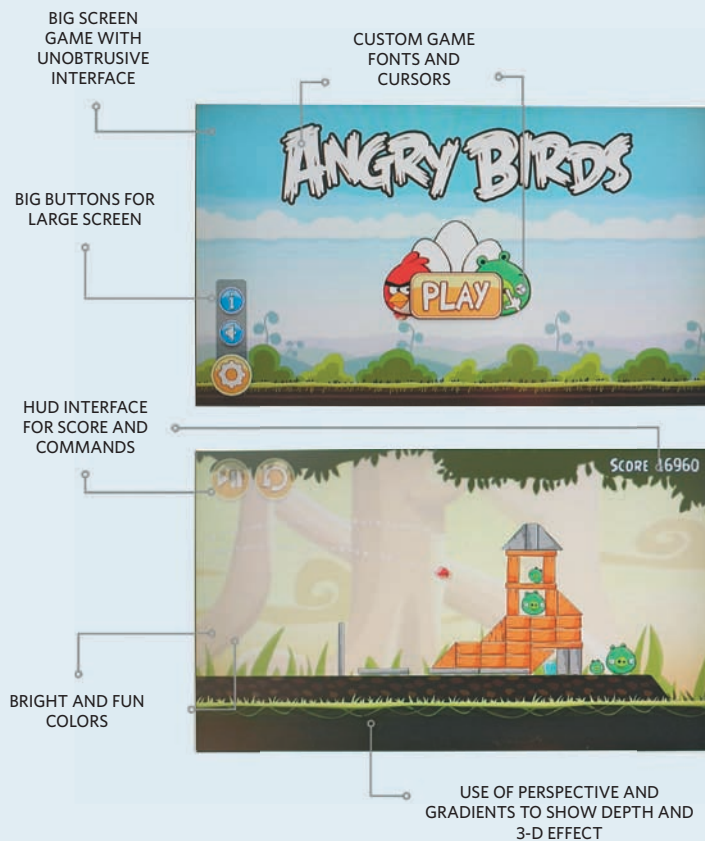 BIG SCREEN
GAME WITH
UNOBTRUSIVE
INTERFACE
CUSTOM GAME
FONTS AND
CURSORS
ANGRY BIRDS
BIG BUTTONS FOR
LARGE SCREEN
PLAY
i
HUD INTERFACE
FOR SCORE AND
COMMANDS
SCORE 16960
BRIGHT AND FUN
COLORS
USE OF PERSPECTIVE AND
GRADIENTS TO SHOW DEPTH AND
3-D EFFECT